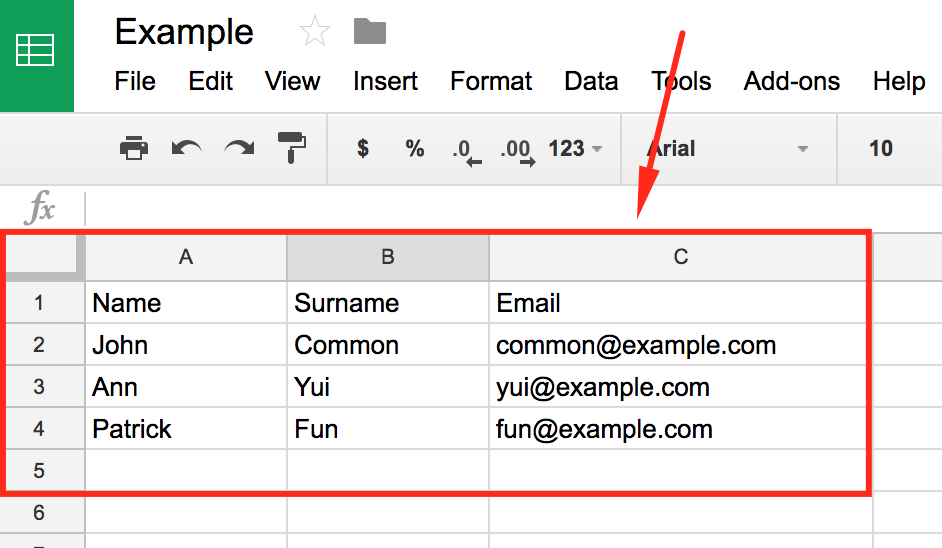 Example
File Edit View Insert Format Data Tools Add-ons Help
$ % .0 .00 123 Arial 10
fx
A B C
1 Name Surname Email
2 John Common common@example.com
3 Ann Yui yui@example.com
4 Patrick Fun fun@example.com
5
6